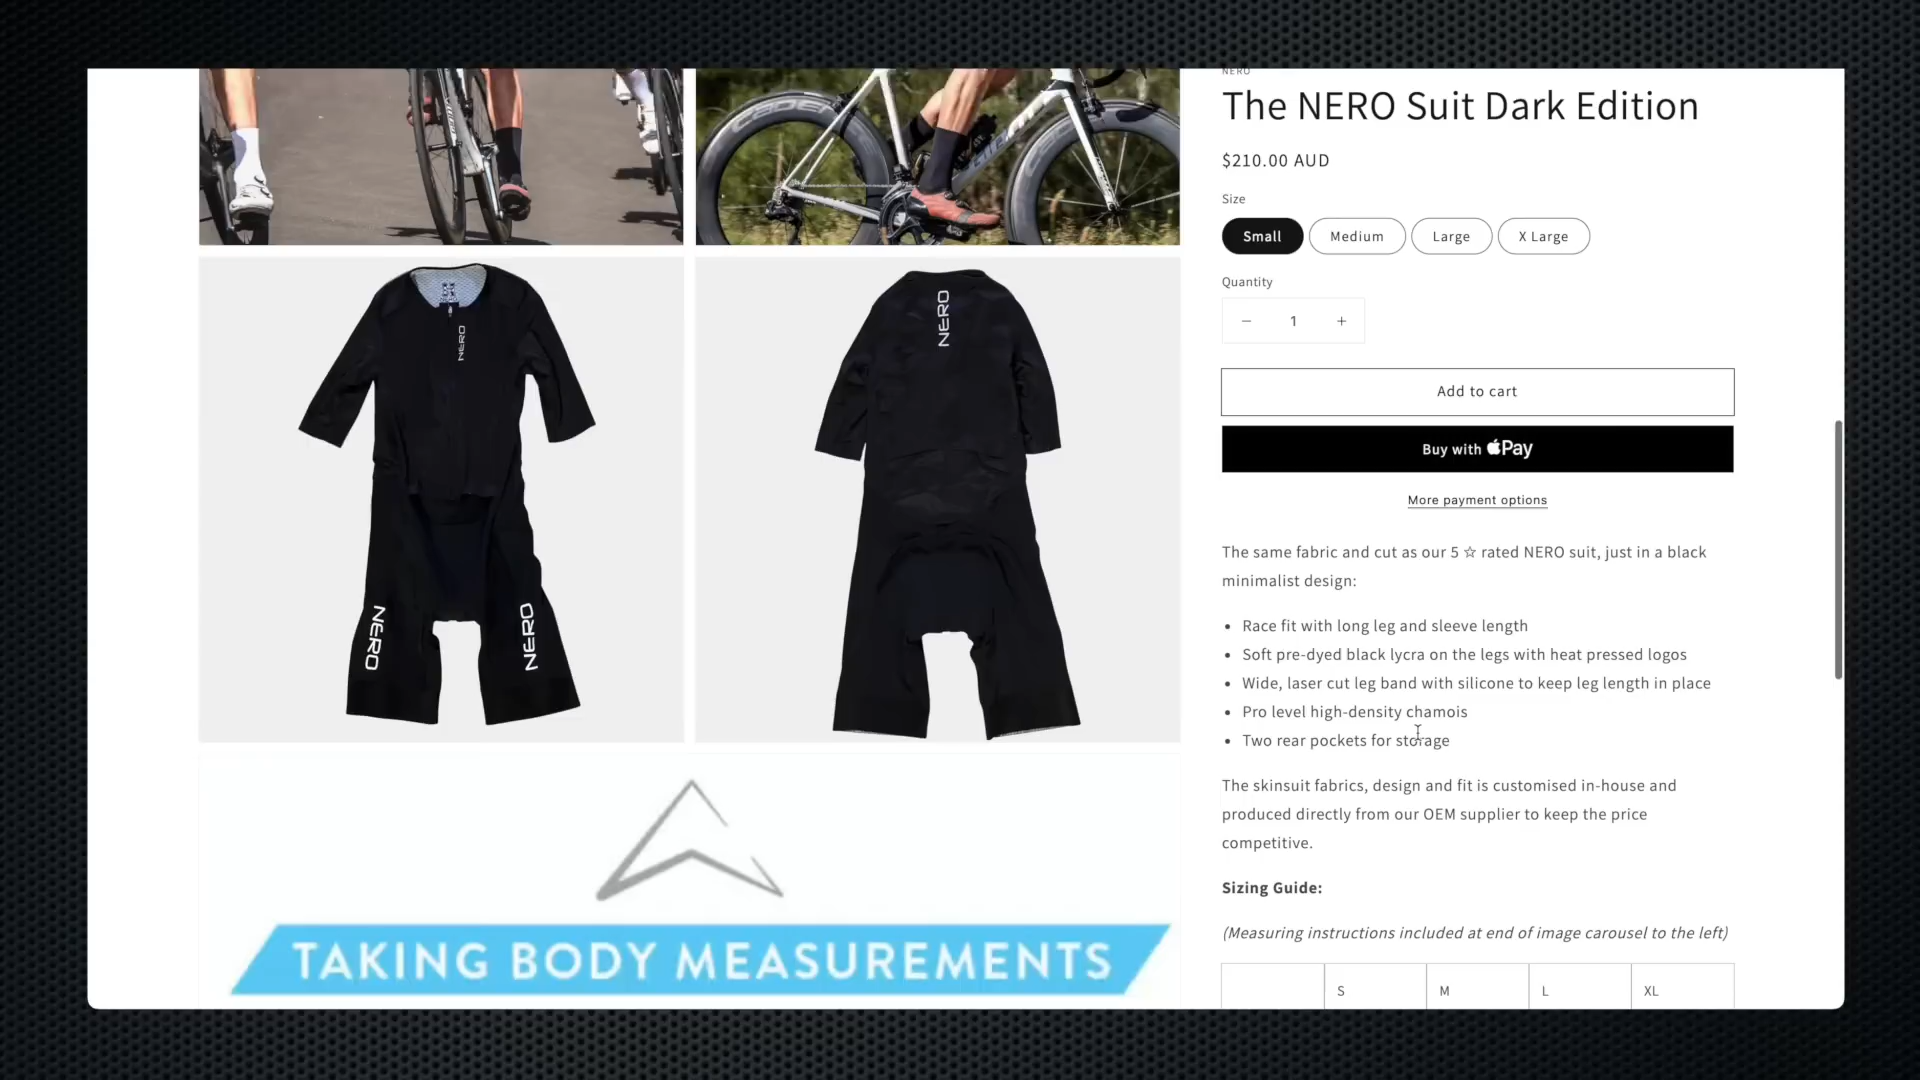 NERO
The NERO Suit Dark Edition
$210.00 AUD
Size
Small
Medium
Large
X Large
Quantity
− 1 +
Add to cart
Buy with Pay
More payment options
The same fabric and cut as our 5 ☆ rated NERO suit, just in a black
minimalist design:
• Race fit with long leg and sleeve length
• Soft pre-dyed black lycra on the legs with heat pressed logos
• Wide, laser cut leg band with silicone to keep leg length in place
• Pro level high-density chamois
• Two rear pockets for storage
The skinsuit fabrics, design and fit is customised in-house and
produced directly from our OEM supplier to keep the price
competitive.
Sizing Guide:
(Measuring instructions included at end of image carousel to the left)
S M L XL
NERO
NERO
NERO
NERO
TAKING BODY MEASUREMENTS